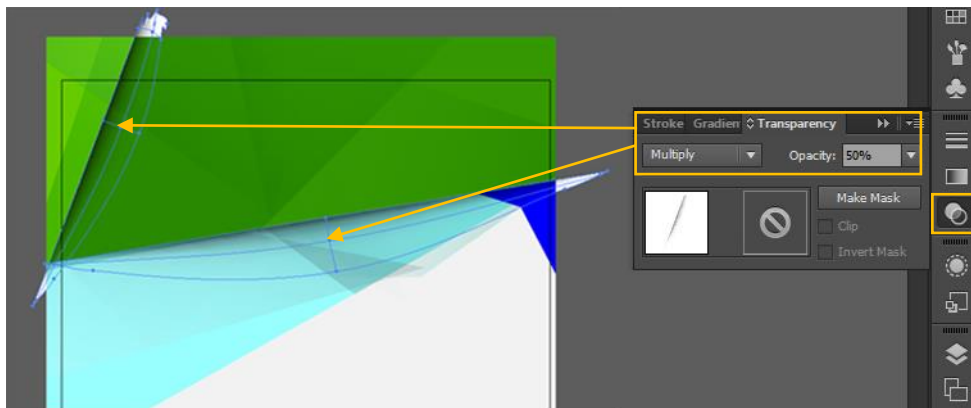 Stroke Gradien Transparency
Multiply Opacity: 50%
Make Mask
Clip
Invert Mask